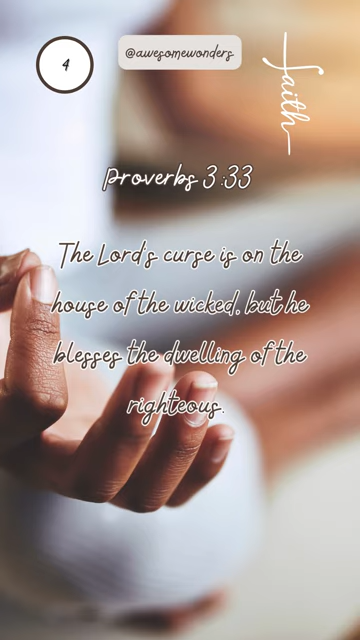 4
@awesomewonders
faith
Proverbs 3:33
The Lord's curse is on the
house of the wicked, but he
blesses the dwelling of the
righteous.